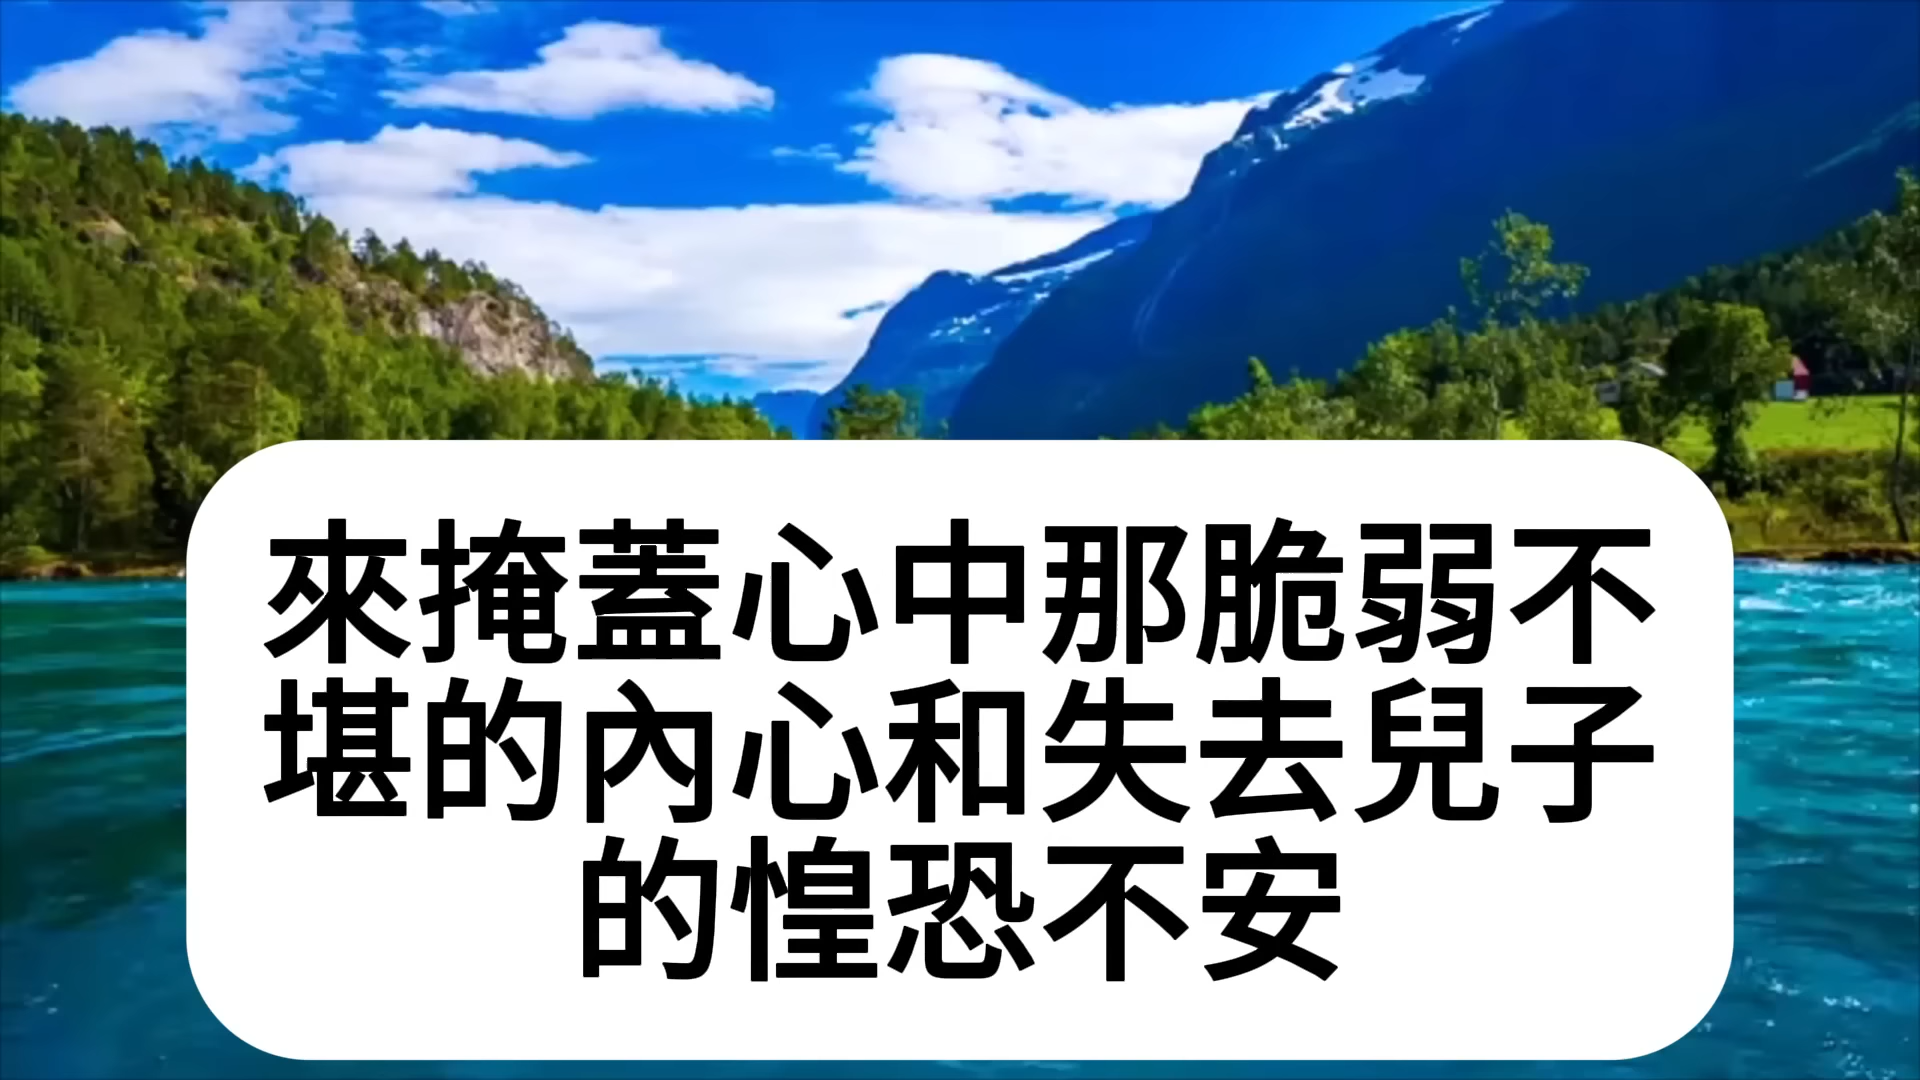 來掩蓋心中那脆弱不
堪的內心和失去兒子
的惶恐不安